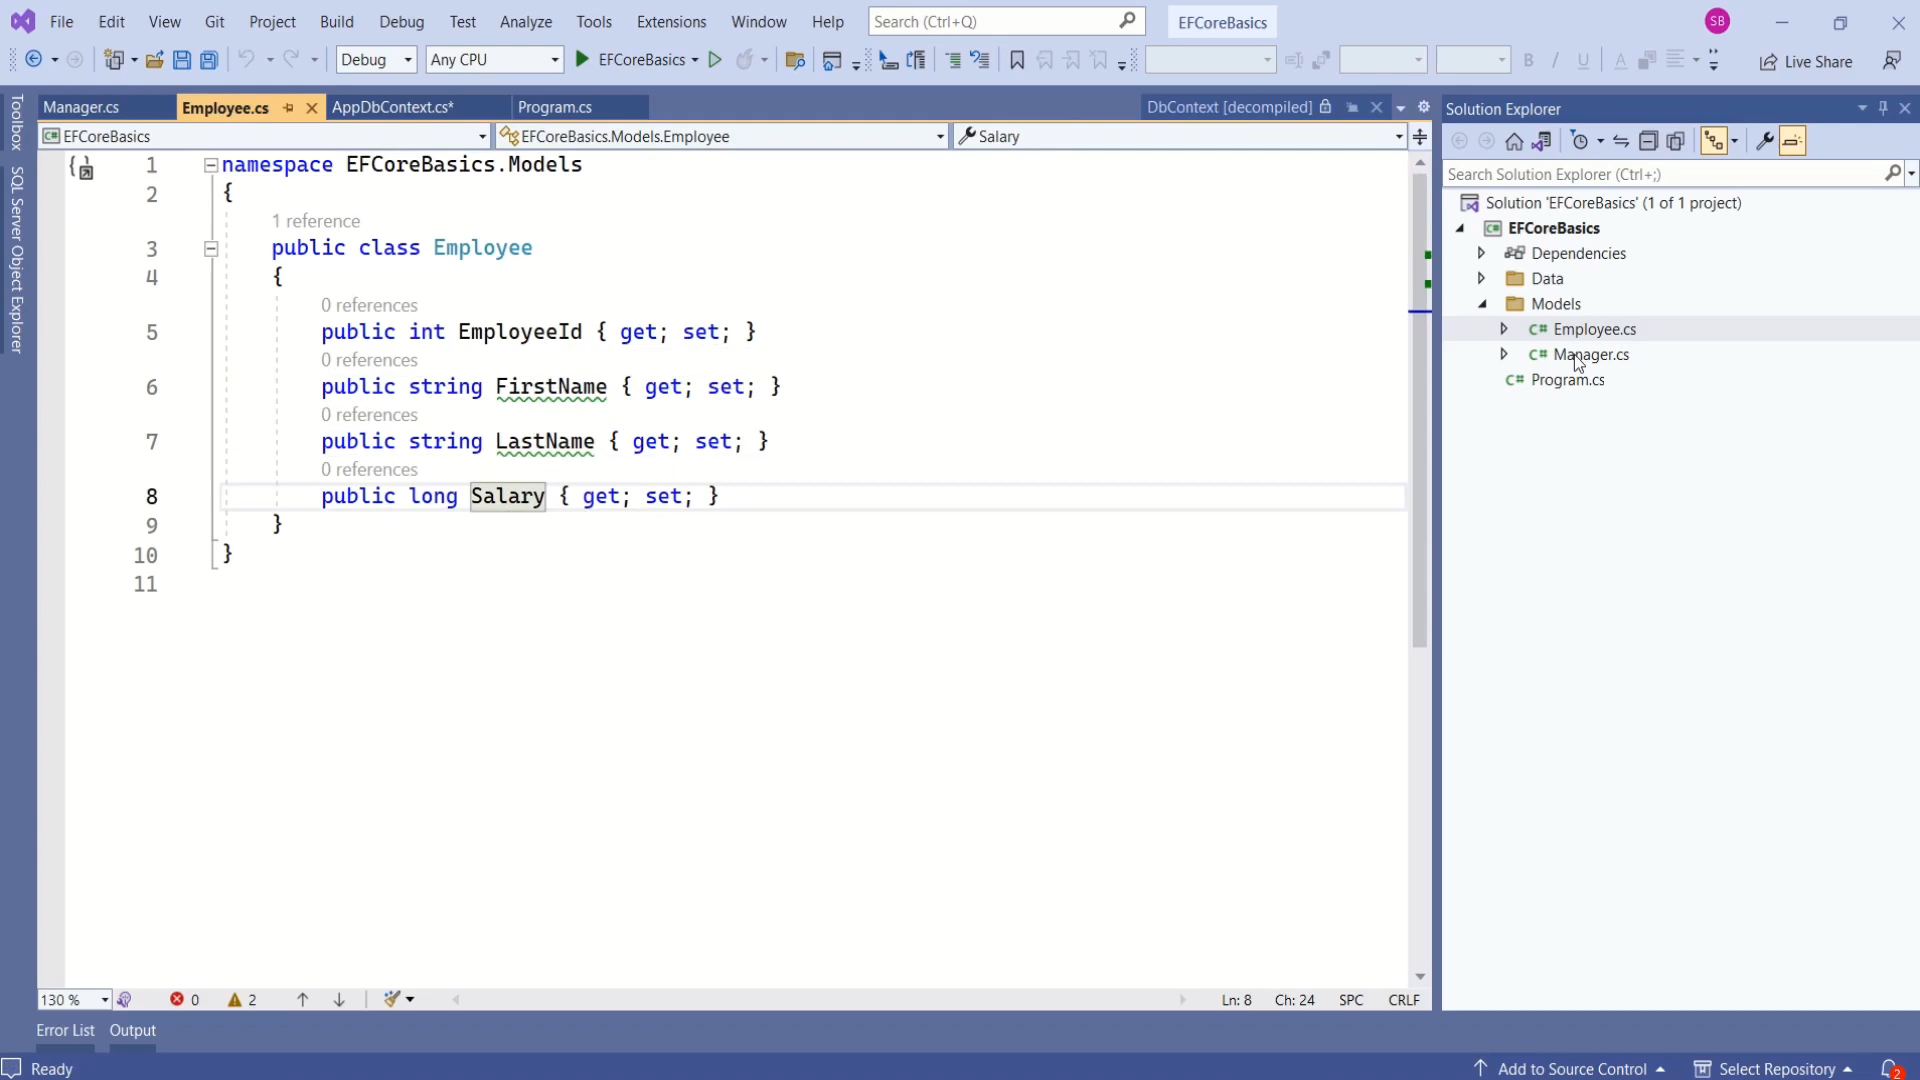 File Edit View Git Project Build Debug Test Analyze Tools Extensions Window Help Search (Ctrl+Q) EFCoreBasics SB
Debug Any CPU EFCoreBasics Live Share
Manager.cs Employee.cs AppDbContext.cs* Program.cs DbContext [decompiled]
EFCoreBasics EFCoreBasics.Models.Employee Salary
Toolbox
SQL Server Object Explorer
1 namespace EFCoreBasics.Models
2 {
1 reference
3 public class Employee
4 {
0 references
5 public int EmployeeId { get; set; }
0 references
6 public string FirstName { get; set; }
0 references
7 public string LastName { get; set; }
0 references
8 public long Salary { get; set; }
9 }
10 }
11
Solution Explorer
Search Solution Explorer (Ctrl+;)
Solution 'EFCoreBasics' (1 of 1 project)
EFCoreBasics
Dependencies
Data
Models
C# Employee.cs
C# Manager.cs
C# Program.cs
130 % 0 2 Ln: 8 Ch: 24 SPC CRLF
Error List Output
Ready Add to Source Control Select Repository 2